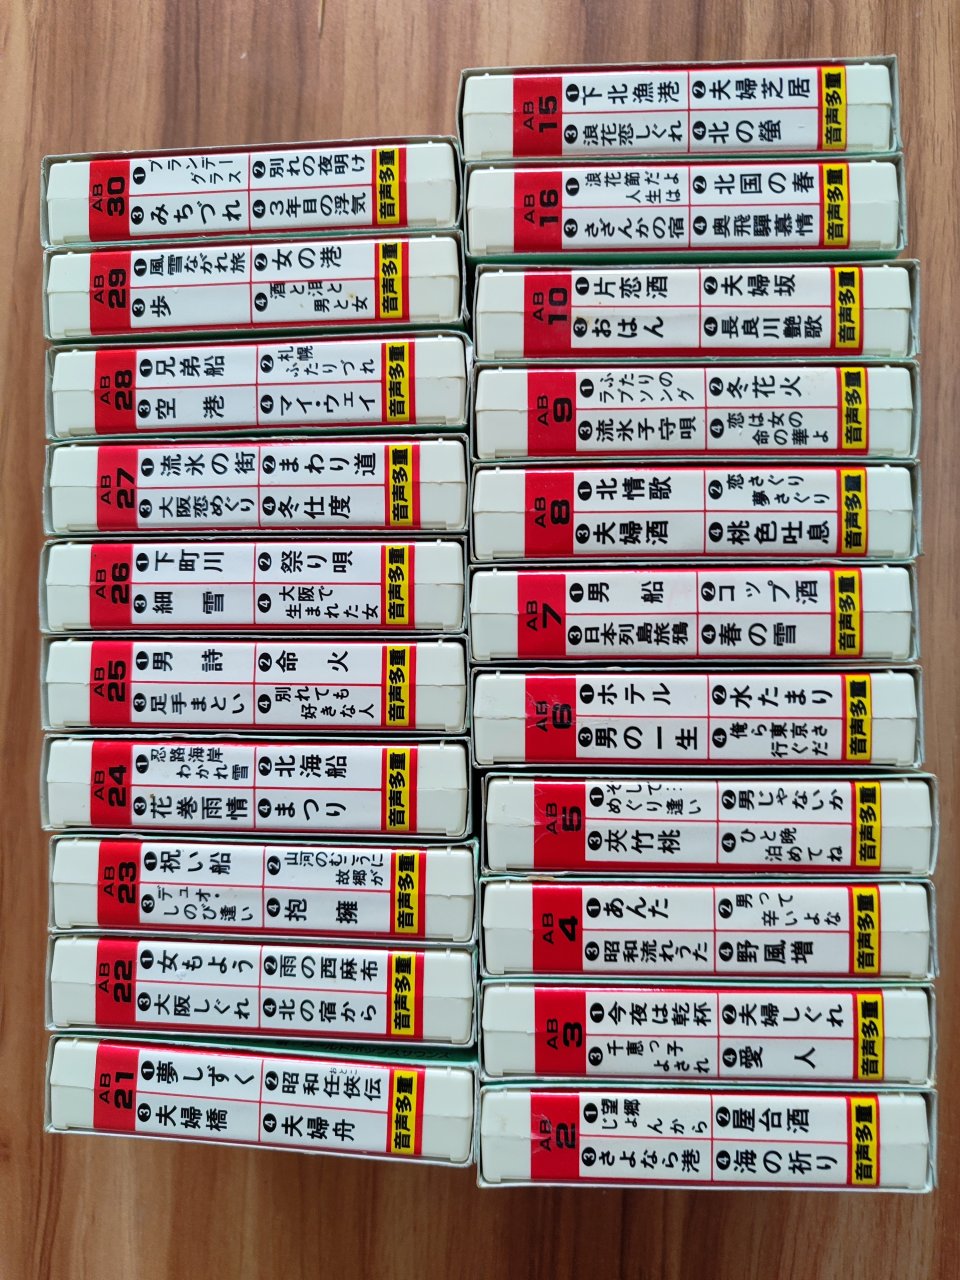 AB
30
❶ブランデーグラス
❷別れの夜明け
❸みちづれ
❹3年目の浮気
音声多重
AB
29
❶風雪ながれ旅
❷女の港
❸歩
❹酒と泪と男と女
音声多重
AB
28
❶兄弟船
❷札幌ふたりづれ
❸空港
❹マイ・ウェイ
音声多重
AB
27
❶流氷の街
❷まわり道
❸大阪恋めぐり
❹冬仕度
音声多重
AB
26
❶下町川
❷祭り唄
❸細雪
❹大阪で生まれた女
音声多重
AB
25
❶男詩
❷命火
❸足手まとい
❹別れても好きな人
音声多重
AB
24
❶忍路海岸わかれ雪
❷北海船
❸花巻雨情
❹まつり
音声多重
AB
23
❶祝い船
❷山河のむこうに故郷が
❸デュオ・しのび逢い
❹抱擁
音声多重
AB
22
❶女もよう
❷雨の西麻布
❸大阪しぐれ
❹北の宿から
音声多重
AB
21
❶夢しずく
❷昭和任侠伝
おとこ
❸夫婦橋
❹夫婦舟
音声多重
AB
15
❶下北漁港
❷夫婦芝居
❸浪花恋しぐれ
❹北の螢
音声多重
AB
16
❶浪花節だよ人生は
❷北国の春
❸さざんかの宿
❹奥飛騨慕情
音声多重
AB
10
❶片恋酒
❷夫婦坂
❸おはん
❹長良川艶歌
音声多重
AB
9
❶ふたりのラブソング
❷冬花火
❸流氷子守唄
❹恋は女の命の華よ
音声多重
AB
8
❶北情歌
❷恋さぐり夢さぐり
❸夫婦酒
❹桃色吐息
音声多重
AB
7
❶男船
❷コップ酒
❸日本列島旅鴉
❹春の雪
音声多重
AB
6
❶ホテル
❷水たまり
❸男の一生
❹俺ら東京さ行ぐだ
音声多重
AB
5
❶そして…めぐり逢い
❷男じゃないか
❸夾竹桃
❹ひと晩泊めてね
音声多重
AB
4
❶あんた
❷男って辛いよな
❸昭和流れうた
❹野風増
音声多重
AB
3
❶今夜は乾杯
❷夫婦しぐれ
❸千恵っ子よされ
❹愛人
音声多重
AB
2
❶望郷じょんから
❷屋台酒
❸さよなら港
❹海の祈り
音声多重